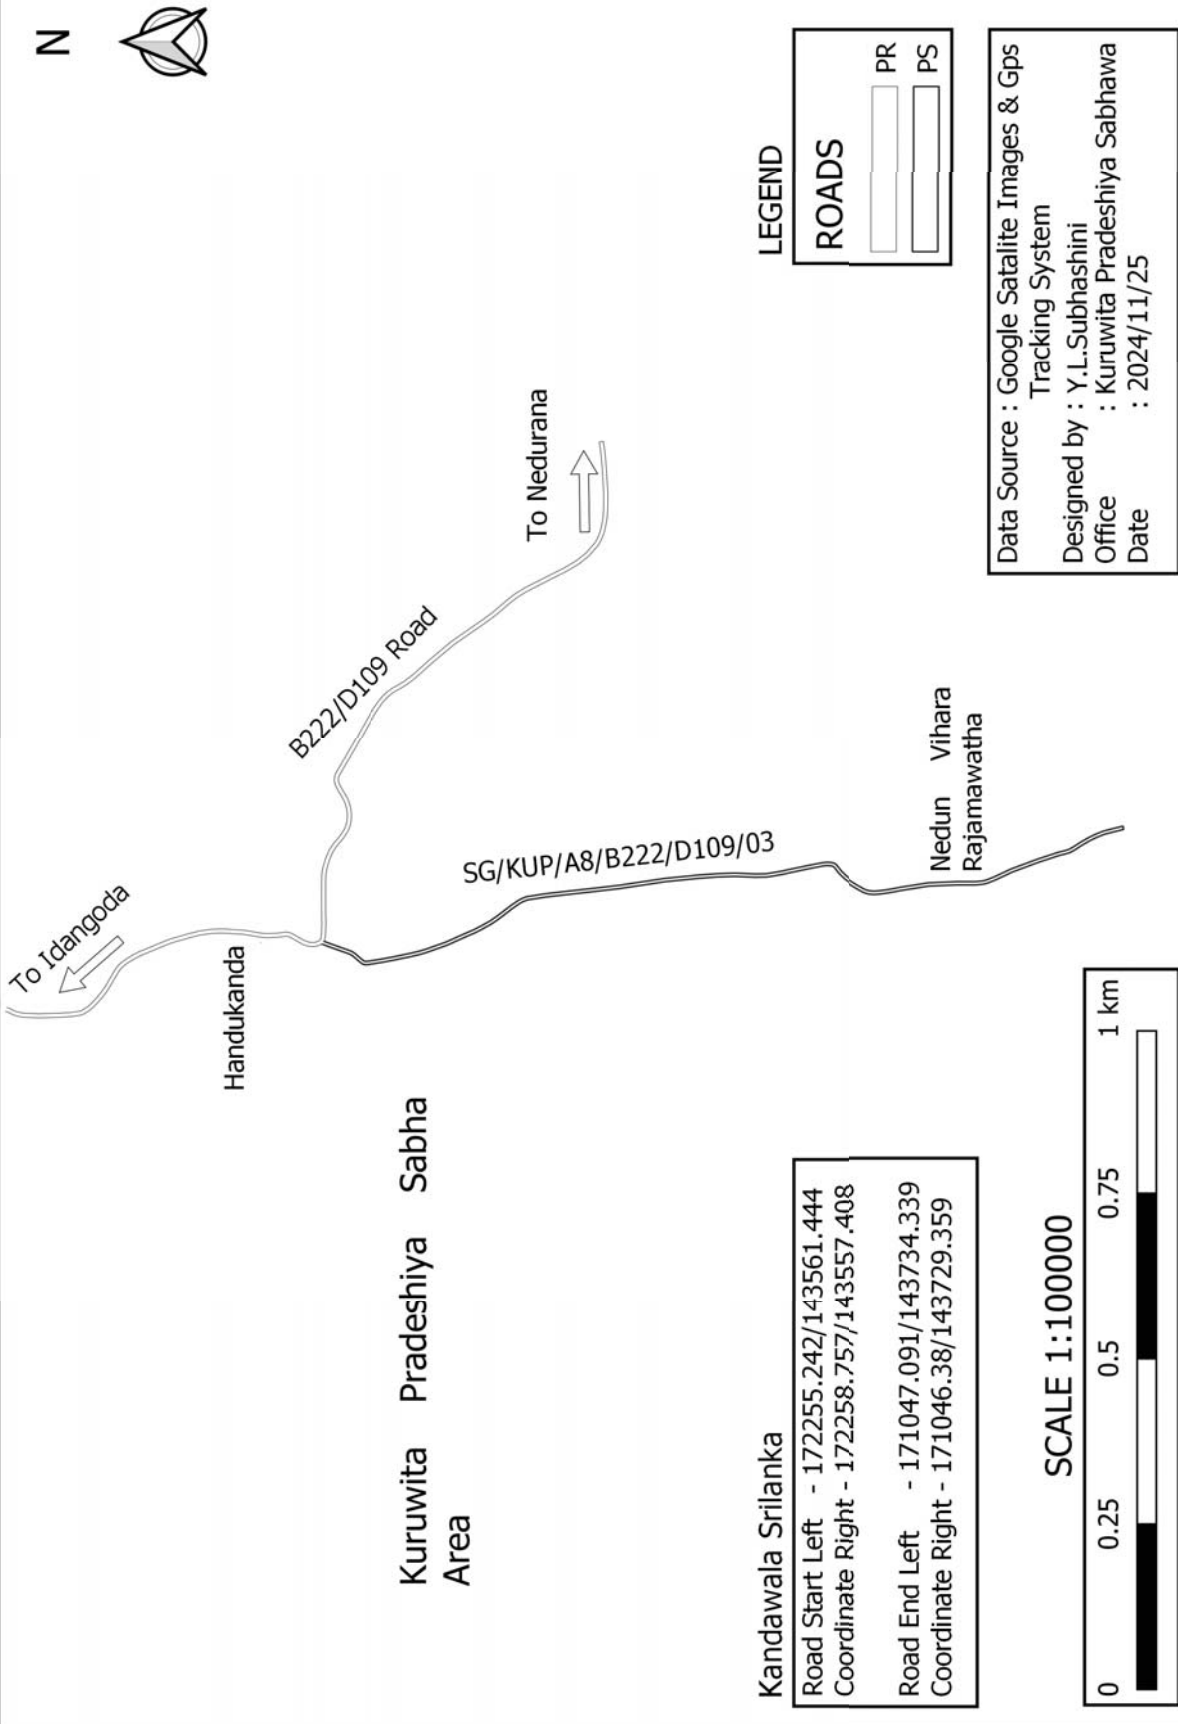 N
To Idangoda
Handukanda
B222/D109 Road
To Nedurana
Kuruwita Pradeshiya Sabha
Area
SG/KUP/A8/B222/D109/03
Nedun Vihara
Rajamawatha
LEGEND
ROADS
PR
PS
Kandawala Srilanka
Road Start Left - 172255.242/143561.444
Coordinate Right - 172258.757/143557.408
Road End Left - 171047.091/143734.339
Coordinate Right - 171046.38/143729.359
SCALE 1:100000
0 0.25 0.5 0.75 1 km
Data Source : Google Satalite Images & Gps
Tracking System
Designed by : Y.L.Subhashini
Office : Kuruwita Pradeshiya Sabhawa
Date : 2024/11/25